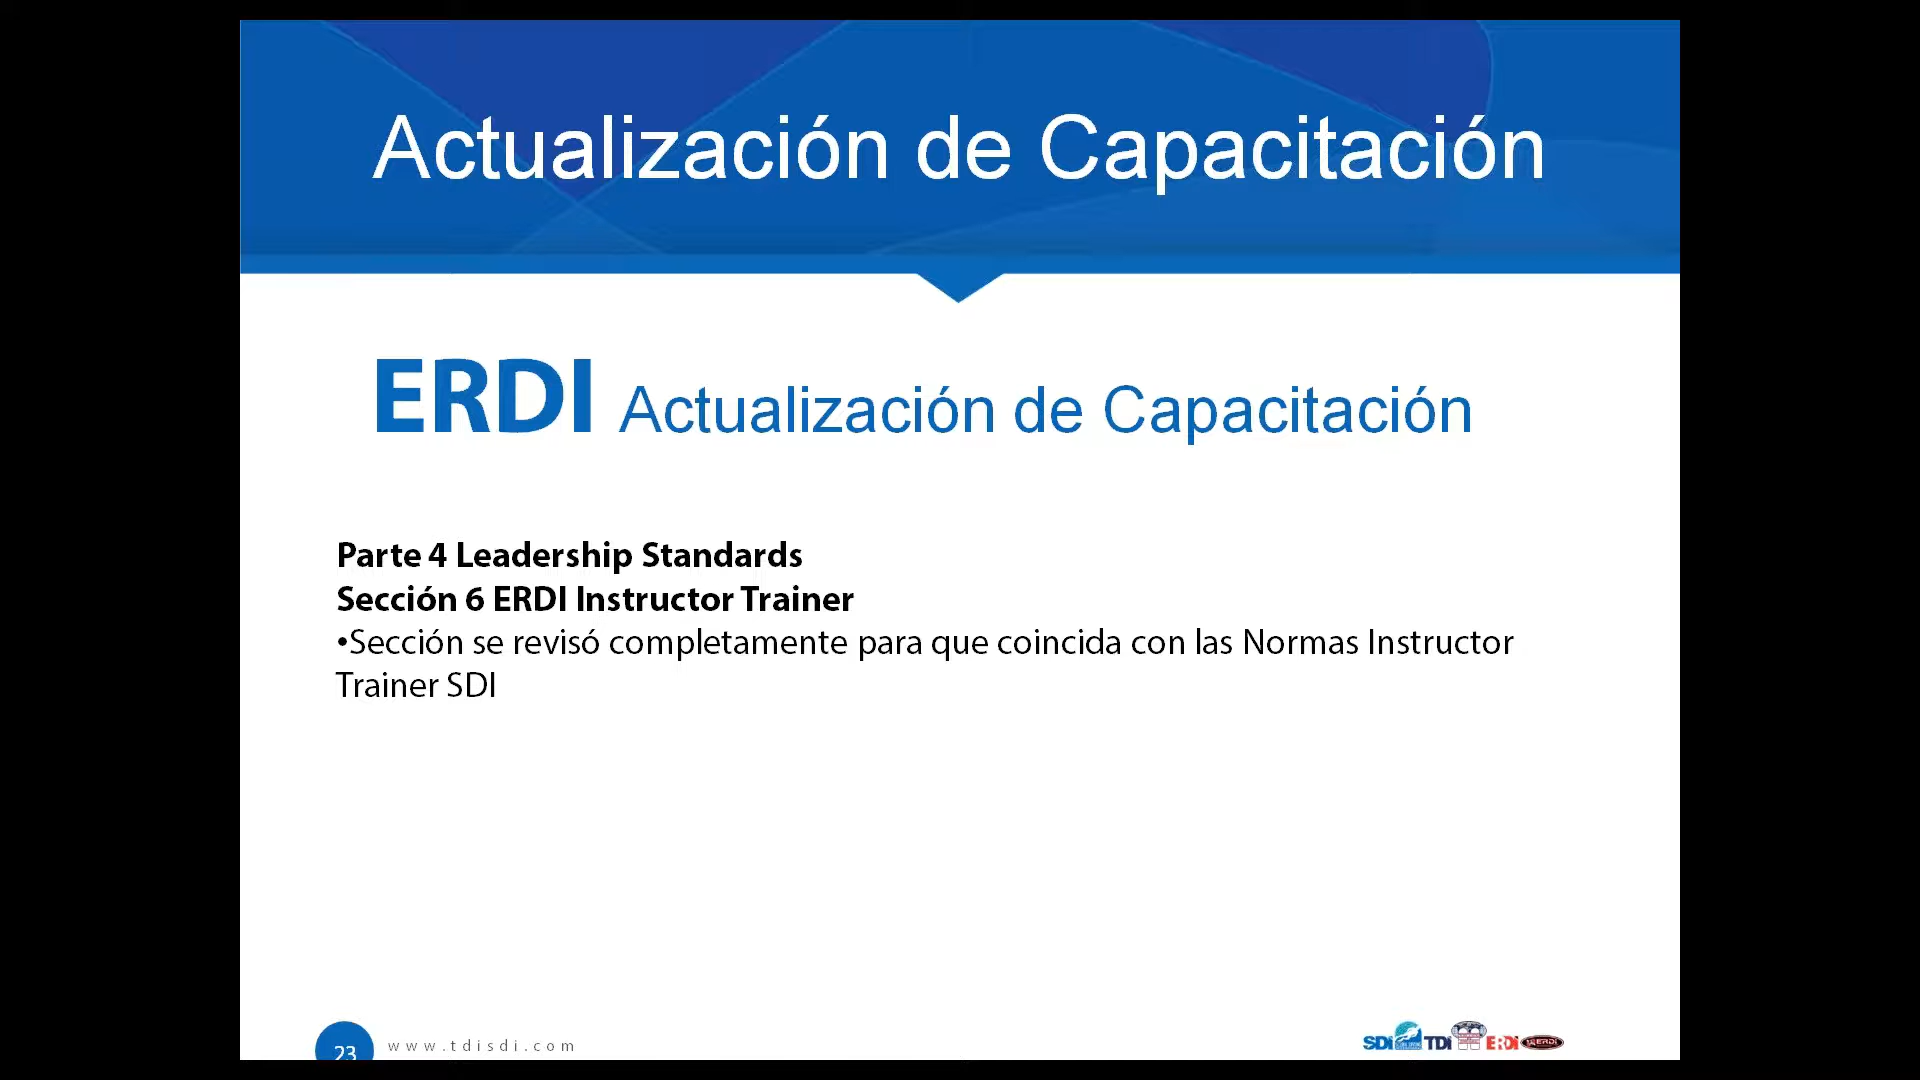 Actualización de Capacitación
ERDI Actualización de Capacitación
Parte 4 Leadership Standards
Sección 6 ERDI Instructor Trainer
•Sección se revisó completamente para que coincida con las Normas Instructor
Trainer SDI
23
www.tdisdi.com
SDI TDI ERDI ERDI